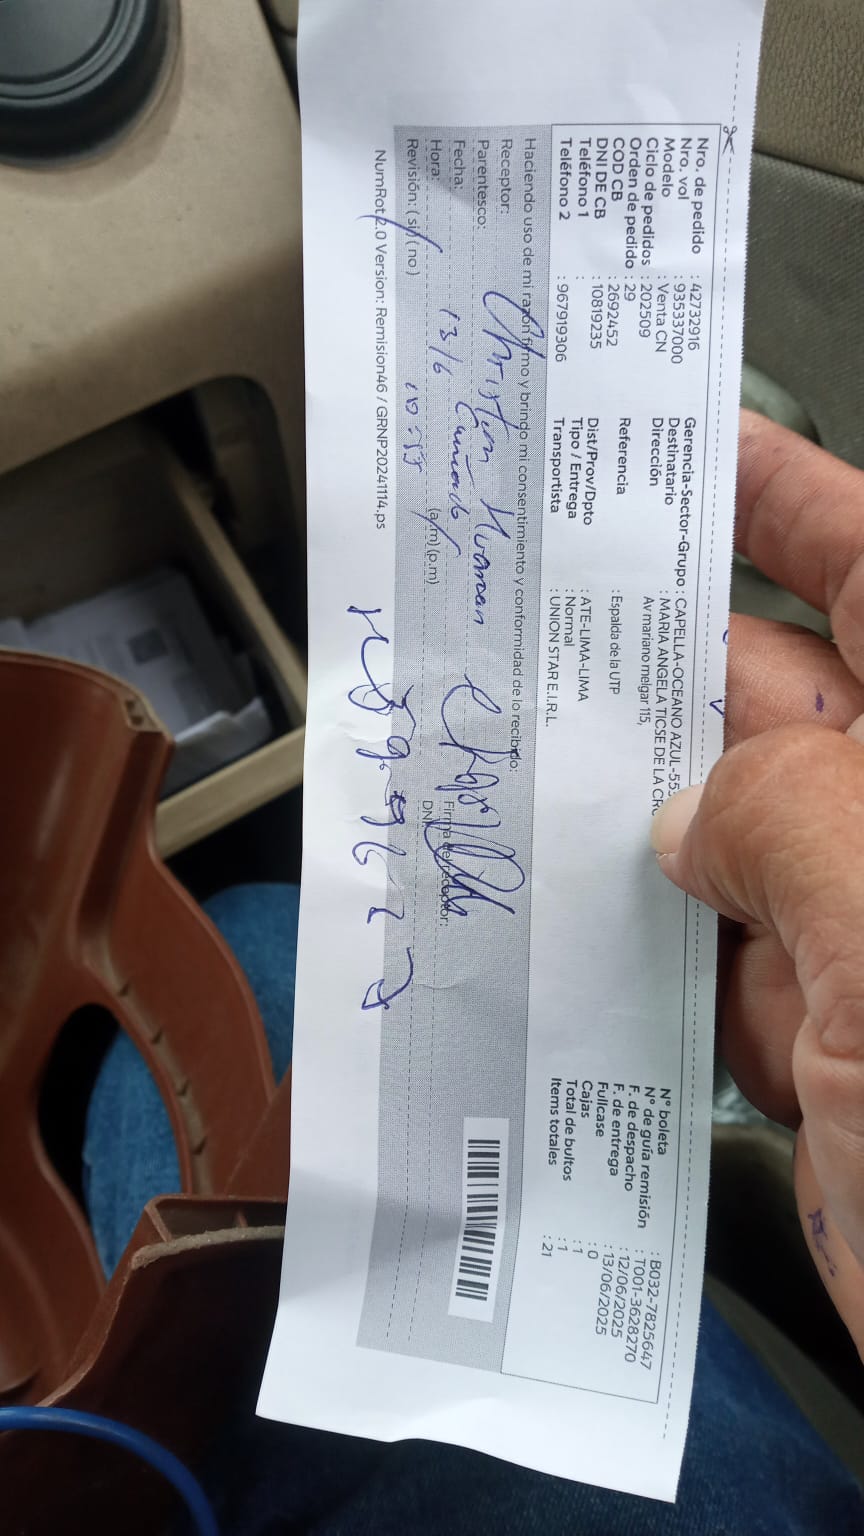 Nro. de pedido : 42732916
Nro. vol : 935337000
Modelo : Venta CN
Ciclo de pedidos : 202509
Orden de pedido : 29
COD CB : 2692452
DNI DE CB : 10819235
Teléfono 1 :
Teléfono 2 : 967919306
Gerencia-Sector-Grupo : CAPELLA-OCEANO AZUL-55
Destinatario : MARIA ANGELA TICSE DE LA
Dirección Av mariano melgar 115,
Referencia : Espalda de la UTP
Dist/Prov/Dpto : ATE-LIMA-LIMA
Tipo / Entrega : Normal
Transportista : UNION STAR E.I.R.L.
N° boleta : B032-7825647
N° de guía remisión : T001-3628270
F. de despacho : 12/06/2025
F. de entrega : 13/06/2025
Fullcase : 0
Cajas : 1
Total de bultos : 1
Items totales : 21
Haciendo uso de mi razón firmo y brindo mi consentimiento y conformidad de lo recibido:
Receptor: Christian Huaman
Parentesco:
Fecha: 13/6
Hora: (a.m) (p.m)
Revisión: ( si ) ( no )
Firma del receptor:
DNI:
NumRot 2.0 Version: Remision46 / GRNP20241114.ps